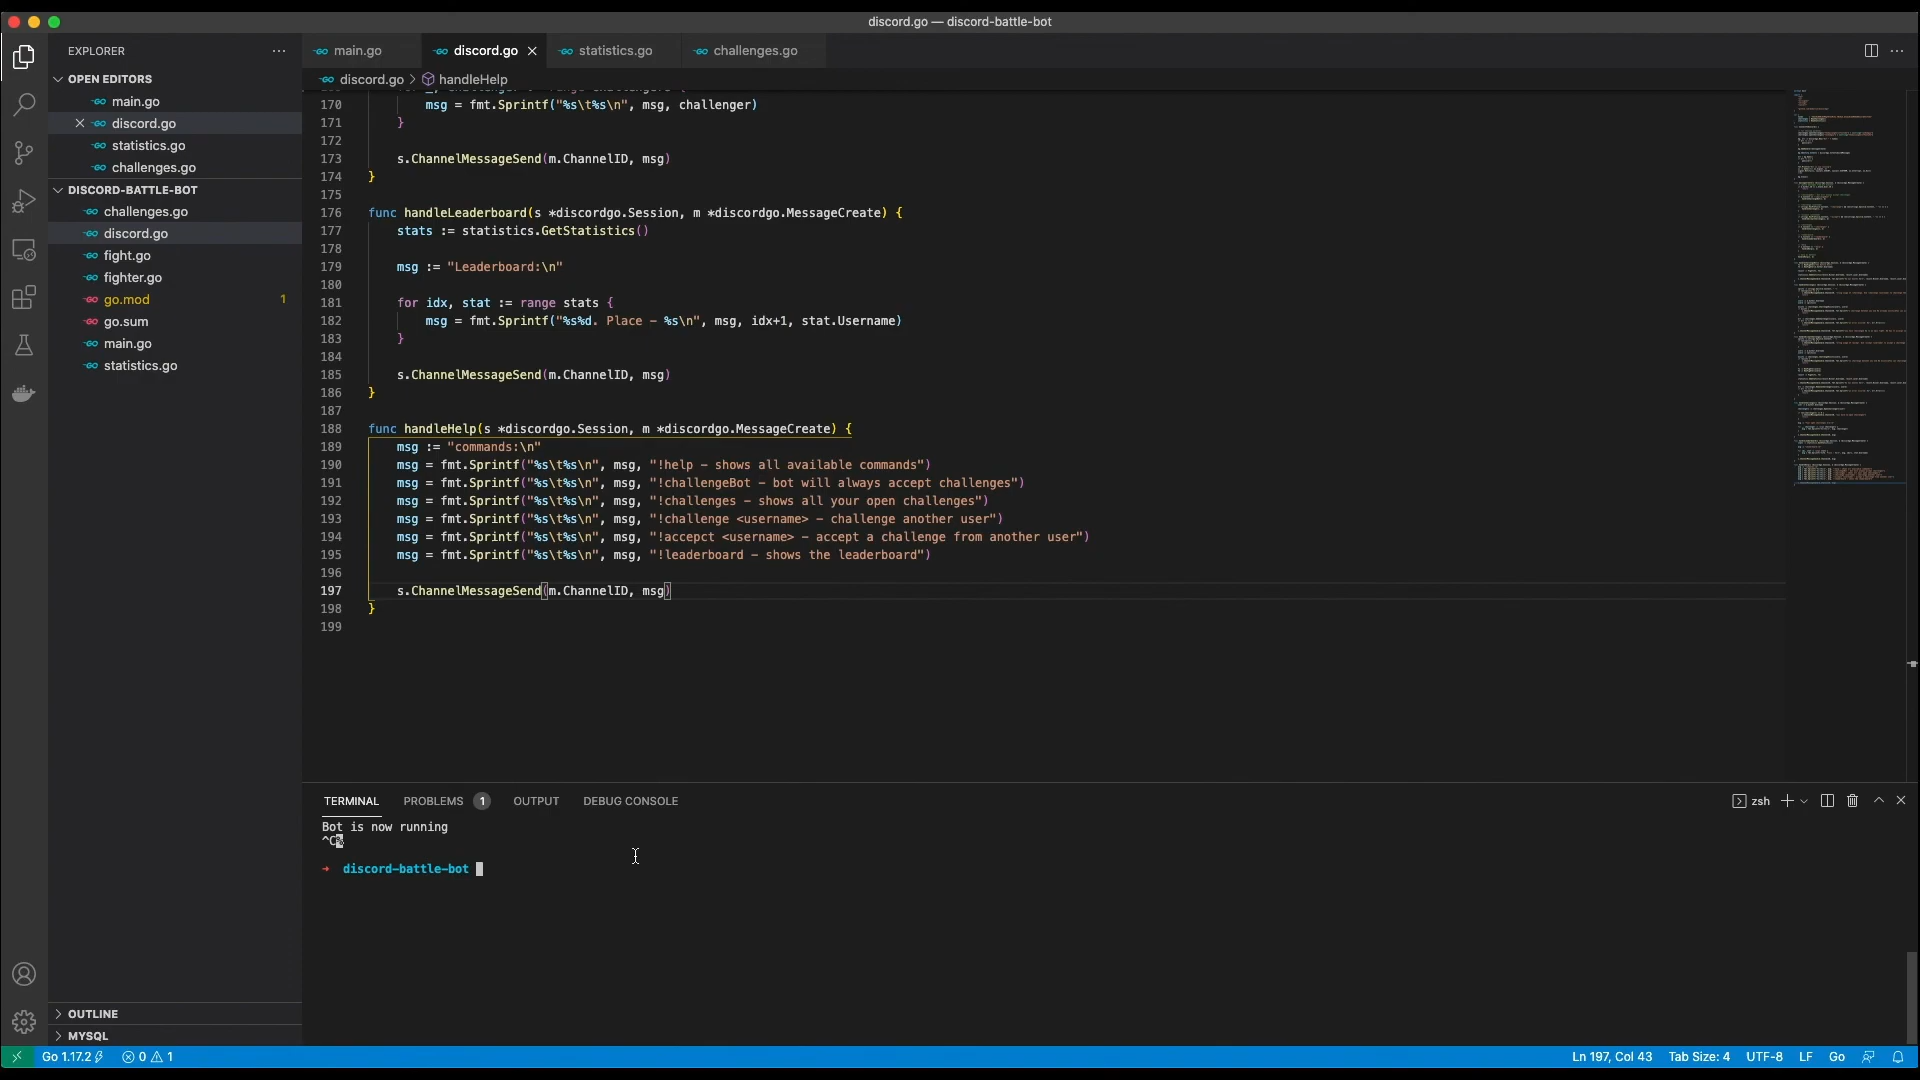 discord.go — discord-battle-bot
EXPLORER
main.go
discord.go
statistics.go
challenges.go
OPEN EDITORS
main.go
discord.go
statistics.go
challenges.go
DISCORD-BATTLE-BOT
challenges.go
discord.go
fight.go
fighter.go
go.mod 1
go.sum
main.go
statistics.go
OUTLINE
MYSQL
discord.go > handleHelp
170 msg = fmt.Sprintf("%s\t%s\n", msg, challenger)
171 }
172
173 s.ChannelMessageSend(m.ChannelID, msg)
174 }
175
176 func handleLeaderboard(s *discordgo.Session, m *discordgo.MessageCreate) {
177 stats := statistics.GetStatistics()
178
179 msg := "Leaderboard:\n"
180
181 for idx, stat := range stats {
182 msg = fmt.Sprintf("%s%d. Place - %s\n", msg, idx+1, stat.Username)
183 }
184
185 s.ChannelMessageSend(m.ChannelID, msg)
186 }
187
188 func handleHelp(s *discordgo.Session, m *discordgo.MessageCreate) {
189 msg := "commands:\n"
190 msg = fmt.Sprintf("%s\t%s\n", msg, "!help - shows all available commands")
191 msg = fmt.Sprintf("%s\t%s\n", msg, "!challengeBot - bot will always accept challenges")
192 msg = fmt.Sprintf("%s\t%s\n", msg, "!challenges - shows all your open challenges")
193 msg = fmt.Sprintf("%s\t%s\n", msg, "!challenge <username> - challenge another user")
194 msg = fmt.Sprintf("%s\t%s\n", msg, "!accepct <username> - accept a challenge from another user")
195 msg = fmt.Sprintf("%s\t%s\n", msg, "!leaderboard - shows the leaderboard")
196
197 s.ChannelMessageSend(m.ChannelID, msg)
198 }
199
TERMINAL PROBLEMS 1 OUTPUT DEBUG CONSOLE zsh
Bot is now running
^C%
→ discord-battle-bot
Go 1.17.2 0 1 Ln 197, Col 43 Tab Size: 4 UTF-8 LF Go